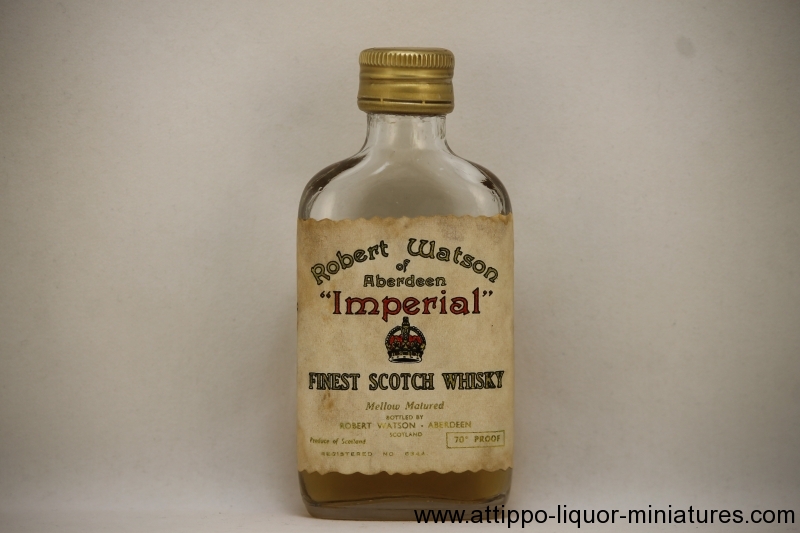 Robert Watson
of
Aberdeen
"Imperial"
FINEST SCOTCH WHISKY
Mellow Matured
BOTTLED BY
ROBERT WATSON - ABERDEEN
SCOTLAND
Produce of Scotland
70° PROOF
REGISTERED NO.
www.attippo-liquor-miniatures.com